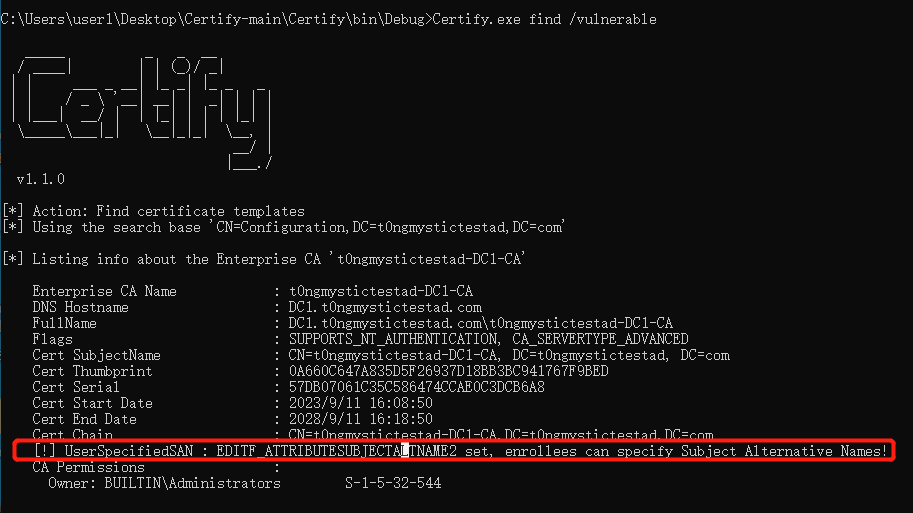 C:\Users\user1\Desktop\Certify-main\Certify\bin\Debug>Certify.exe find /vulnerable
Certify
v1.1.0
[*] Action: Find certificate templates
[*] Using the search base 'CN=Configuration,DC=t0ngmystictestad,DC=com'
[*] Listing info about the Enterprise CA 't0ngmystictestad-DC1-CA'
Enterprise CA Name : t0ngmystictestad-DC1-CA
DNS Hostname : DC1.t0ngmystictestad.com
FullName : DC1.t0ngmystictestad.com\t0ngmystictestad-DC1-CA
Flags : SUPPORTS_NT_AUTHENTICATION, CA_SERVERTYPE_ADVANCED
Cert SubjectName : CN=t0ngmystictestad-DC1-CA, DC=t0ngmystictestad, DC=com
Cert Thumbprint : 0A660C647A835D5F26937D18BB3BC941767F9BED
Cert Serial : 57DB07061C35C586474CCAE0C3DCB6A8
Cert Start Date : 2023/9/11 16:08:50
Cert End Date : 2028/9/11 16:18:50
Cert Chain : CN=t0ngmystictestad-DC1-CA,DC=t0ngmystictestad,DC=com
[!] UserSpecifiedSAN : EDITF_ATTRIBUTESUBJECTALTNAME2 set, enrollees can specify Subject Alternative Names!
CA Permissions :
Owner: BUILTIN\Administrators S-1-5-32-544